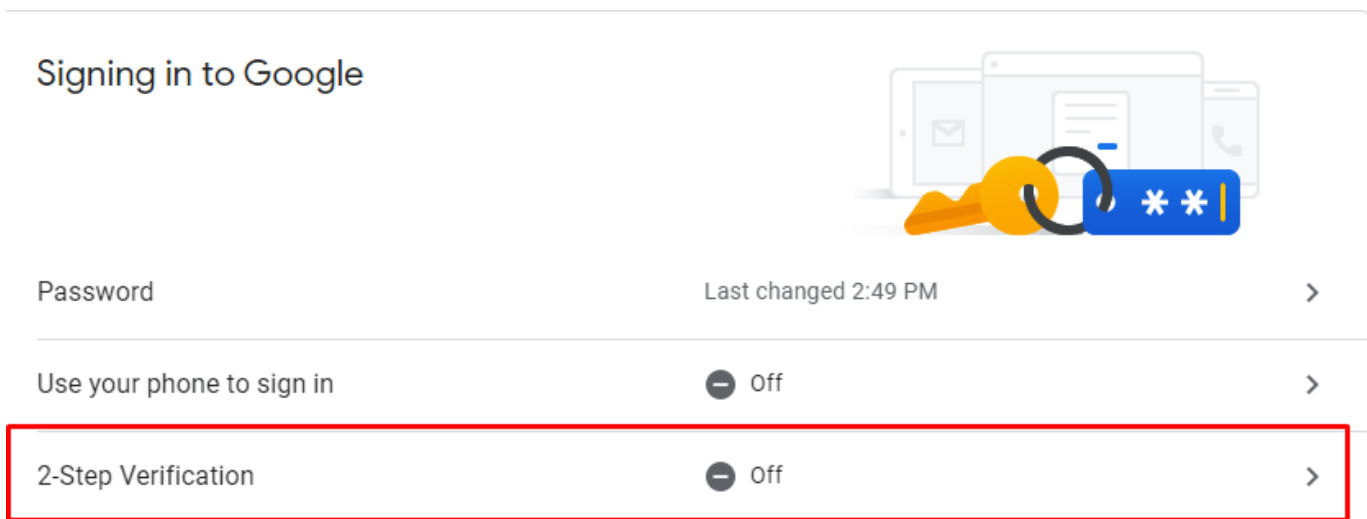 Signing in to Google
**
Password Last changed 2:49 PM
Use your phone to sign in Off
2-Step Verification Off